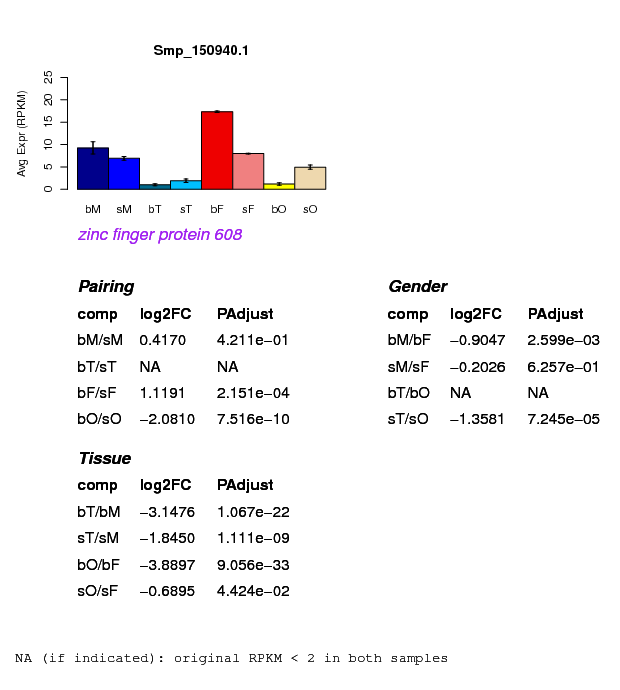 Smp_150940.1
Avg Expr (RPKM)
0 5 10 15 20 25
bM sM bT sT bF sF bO sO
zinc finger protein 608
Pairing
comp log2FC PAdjust
bM/sM 0.4170 4.211e−01
bT/sT NA NA
bF/sF 1.1191 2.151e−04
bO/sO −2.0810 7.516e−10
Gender
comp log2FC PAdjust
bM/bF −0.9047 2.599e−03
sM/sF −0.2026 6.257e−01
bT/bO NA NA
sT/sO −1.3581 7.245e−05
Tissue
comp log2FC PAdjust
bT/bM −3.1476 1.067e−22
sT/sM −1.8450 1.111e−09
bO/bF −3.8897 9.056e−33
sO/sF −0.6895 4.424e−02
NA (if indicated): original RPKM < 2 in both samples